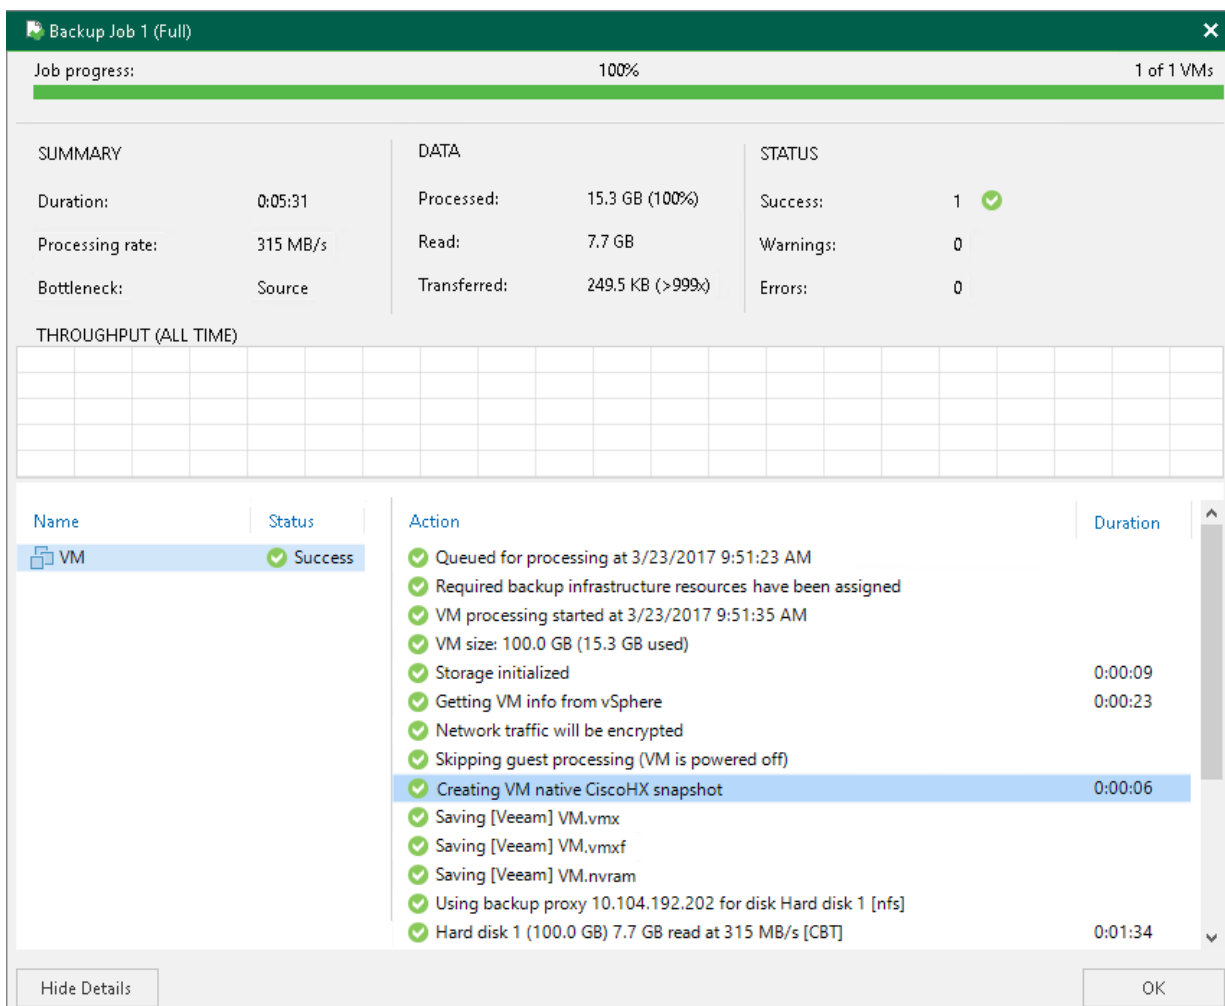 Backup Job 1 (Full)
Job progress: 100% 1 of 1 VMs
SUMMARY DATA STATUS
Duration: 0:05:31 Processed: 15.3 GB (100%) Success: 1
Processing rate: 315 MB/s Read: 7.7 GB Warnings: 0
Bottleneck: Source Transferred: 249.5 KB (>999x) Errors: 0
THROUGHPUT (ALL TIME)
Name Status Action Duration
VM Success Queued for processing at 3/23/2017 9:51:23 AM
Required backup infrastructure resources have been assigned
VM processing started at 3/23/2017 9:51:35 AM
VM size: 100.0 GB (15.3 GB used)
Storage initialized 0:00:09
Getting VM info from vSphere 0:00:23
Network traffic will be encrypted
Skipping guest processing (VM is powered off)
Creating VM native CiscoHX snapshot 0:00:06
Saving [Veeam] VM.vmx
Saving [Veeam] VM.vmxf
Saving [Veeam] VM.nvram
Using backup proxy 10.104.192.202 for disk Hard disk 1 [nfs]
Hard disk 1 (100.0 GB) 7.7 GB read at 315 MB/s [CBT] 0:01:34
Hide Details OK